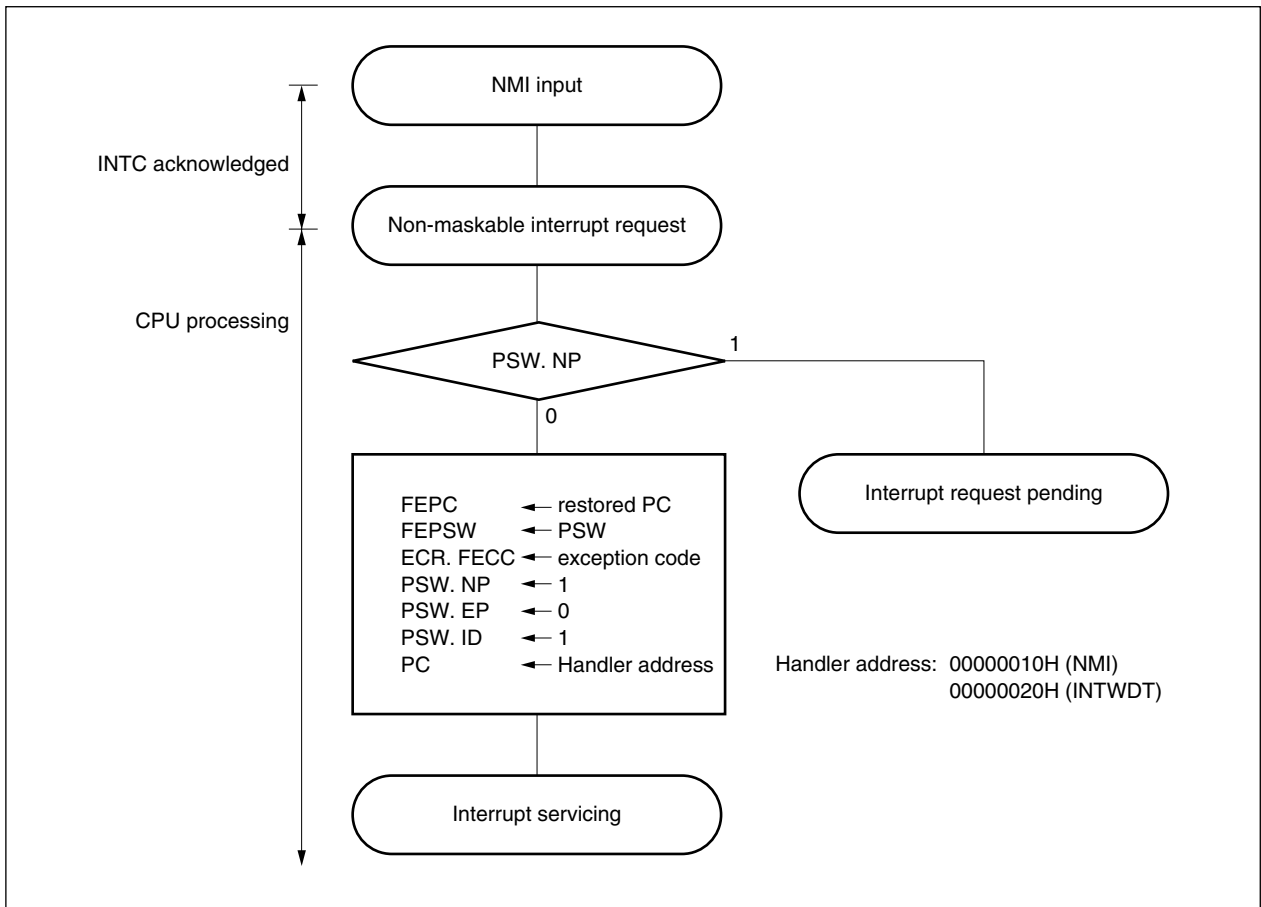 NMI input
INTC acknowledged
Non-maskable interrupt request
CPU processing
PSW. NP
1
0
FEPC ← restored PC
FEPSW ← PSW
ECR. FECC ← exception code
PSW. NP ← 1
PSW. EP ← 0
PSW. ID ← 1
PC ← Handler address
Interrupt request pending
Handler address: 00000010H (NMI)
00000020H (INTWDT)
Interrupt servicing